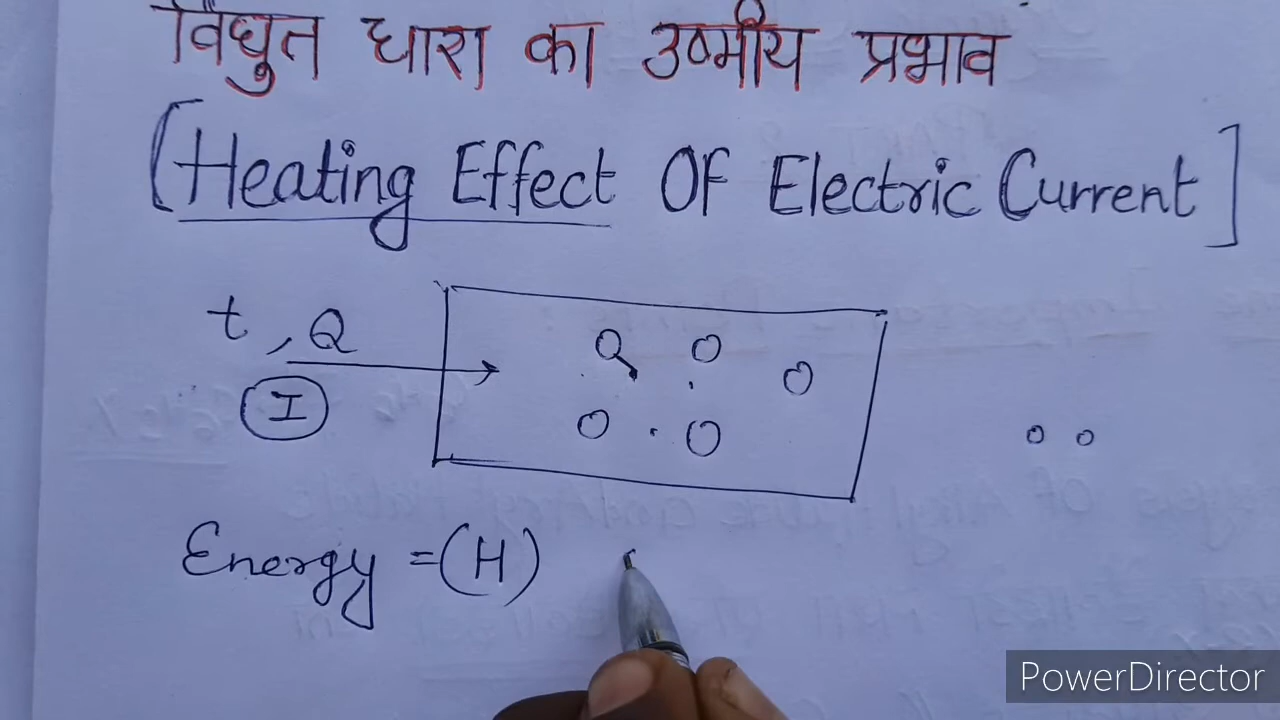 विद्युत धारा का उष्मीय प्रभाव
[Heating Effect OF Electric Current]
t, Q
I
Energy = (H)
PowerDirector